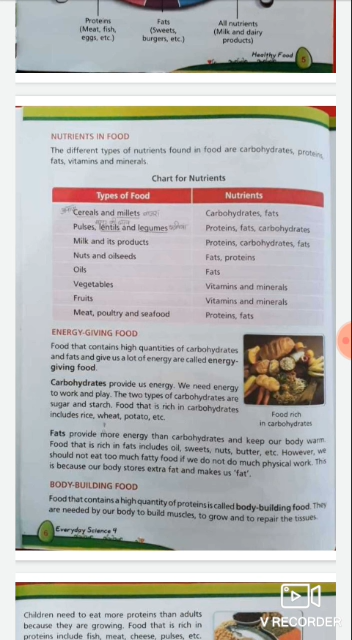 Proteins
(Meat, fish,
eggs, etc.)
Fats
(Sweets,
burgers, etc.)
All nutrients
(Milk and dairy
products)
Healthy Food
5
NUTRIENTS IN FOOD
The different types of nutrients found in food are carbohydrates, proteins,
fats, vitamins and minerals.
Chart for Nutrients
Types of Food Nutrients
Cereals and millets Carbohydrates, fats
Pulses, lentils and legumes Proteins, fats, carbohydrates
Milk and its products Proteins, carbohydrates, fats
Nuts and oilseeds Fats, proteins
Oils Fats
Vegetables Vitamins and minerals
Fruits Vitamins and minerals
Meat, poultry and seafood Proteins, fats
ENERGY-GIVING FOOD
Food that contains high quantities of carbohydrates
and fats and give us a lot of energy are called energy-
giving food.
Carbohydrates provide us energy. We need energy
to work and play. The two types of carbohydrates are
sugar and starch. Food that is rich in carbohydrates
includes rice, wheat, potato, etc.
Food rich
in carbohydrates
Fats provide more energy than carbohydrates and keep our body warm.
Food that is rich in fats includes oil, sweets, nuts, butter, etc. However, we
should not eat too much fatty food if we do not do much physical work. This
is because our body stores extra fat and makes us 'fat'.
BODY-BUILDING FOOD
Food that contains a high quantity of proteins is called body-building food. They
are needed by our body to build muscles, to grow and to repair the tissues.
6
Everyday Science 4
Children need to eat more proteins than adults
because they are growing. Food that is rich in
proteins include fish, meat, cheese, pulses, etc.
V RECORDER